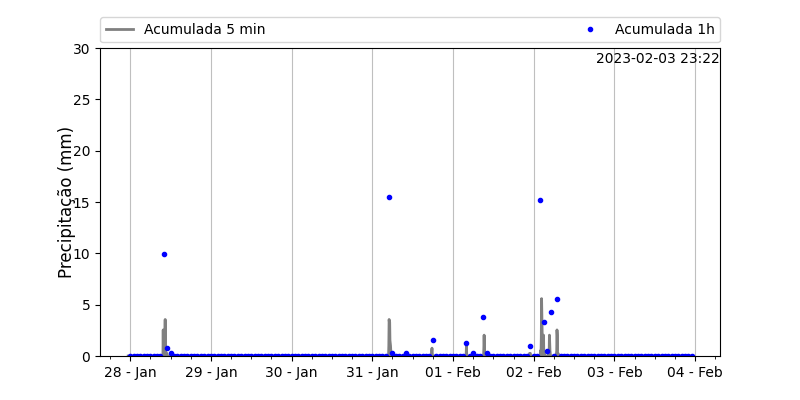 Acumulada 5 min Acumulada 1h
2023-02-03 23:22
Precipitação (mm)
30
25
20
15
10
5
0
28 - Jan 29 - Jan 30 - Jan 31 - Jan 01 - Feb 02 - Feb 03 - Feb 04 - Feb